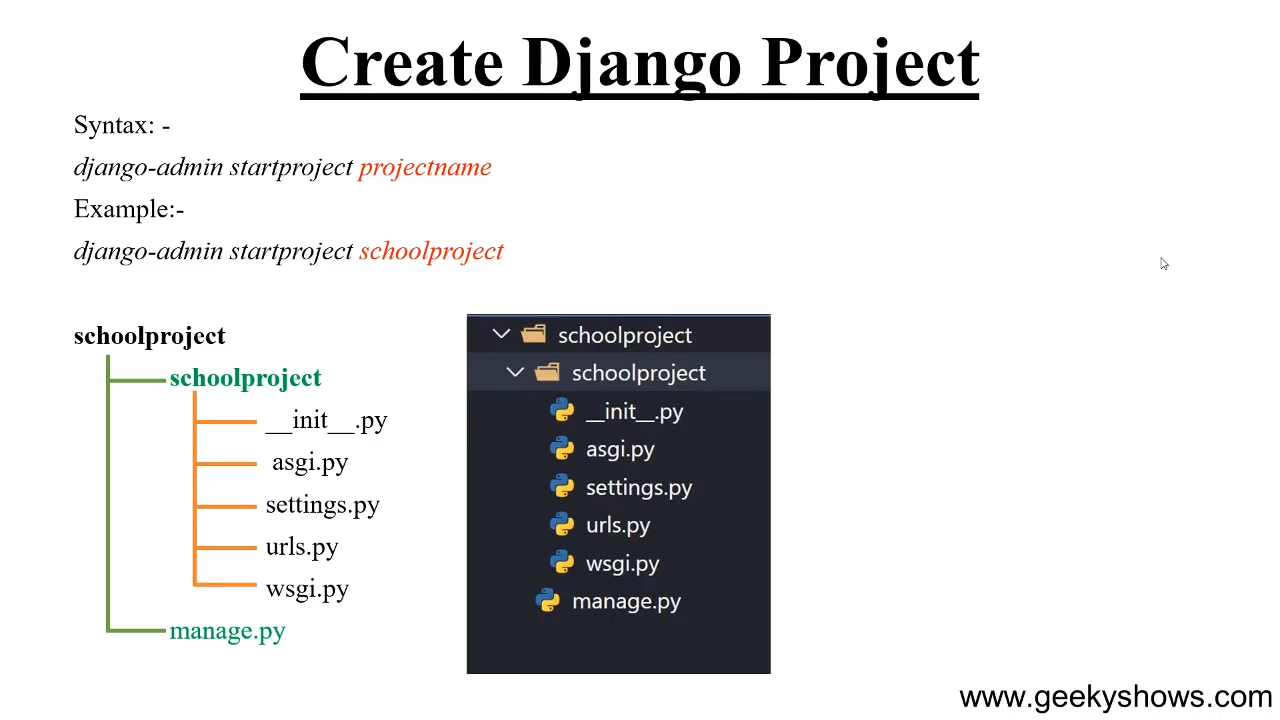 Create Django Project
Syntax: -
django-admin startproject projectname
Example:-
django-admin startproject schoolproject
schoolproject
schoolproject
__init__.py
asgi.py
settings.py
urls.py
wsgi.py
manage.py
schoolproject
schoolproject
__init__.py
asgi.py
settings.py
urls.py
wsgi.py
manage.py
www.geekyshows.com